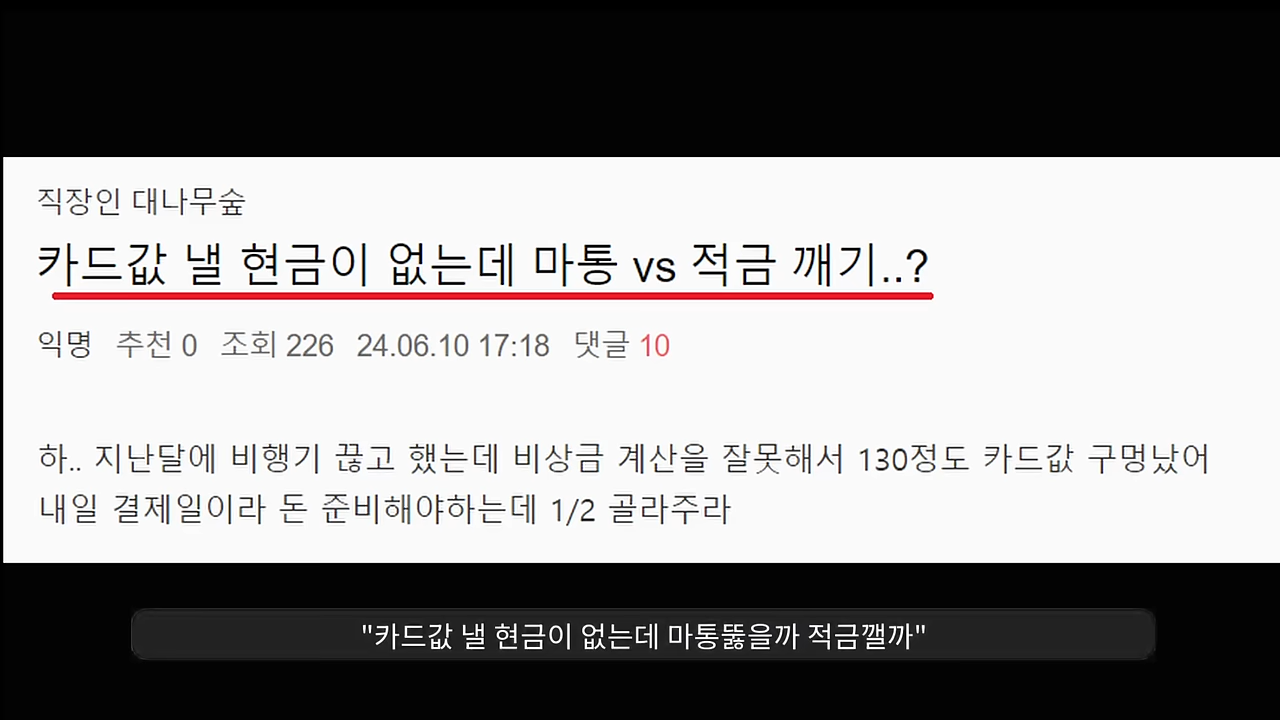 직장인 대나무숲
카드값 낼 현금이 없는데 마통 vs 적금 깨기..?
익명 추천 0 조회 226 24.06.10 17:18 댓글 10
하.. 지난달에 비행기 끊고 했는데 비상금 계산을 잘못해서 130정도 카드값 구멍났어
내일 결제일이라 돈 준비해야하는데 1/2 골라주라
"카드값 낼 현금이 없는데 마통뚫을까 적금깰까"